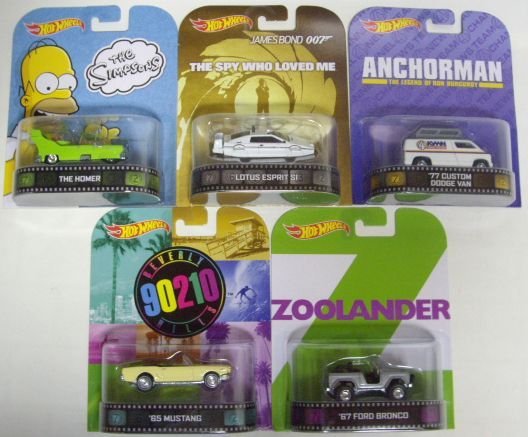 HOT WHEELS
THE
SIMPSONS
THE HOMER
HOT WHEELS
JAMES BOND 007
THE SPY WHO LOVED ME
LOTUS ESPRIT S1
HOT WHEELS
ANCHORMAN
THE LEGEND OF RON BURGUNDY
'77 CUSTOM
DODGE VAN
HOT WHEELS
BEVERLY
90210
HILLS
TM
'65 MUSTANG
HOT WHEELS
ZOOLANDER
'67 FORD BRONCO